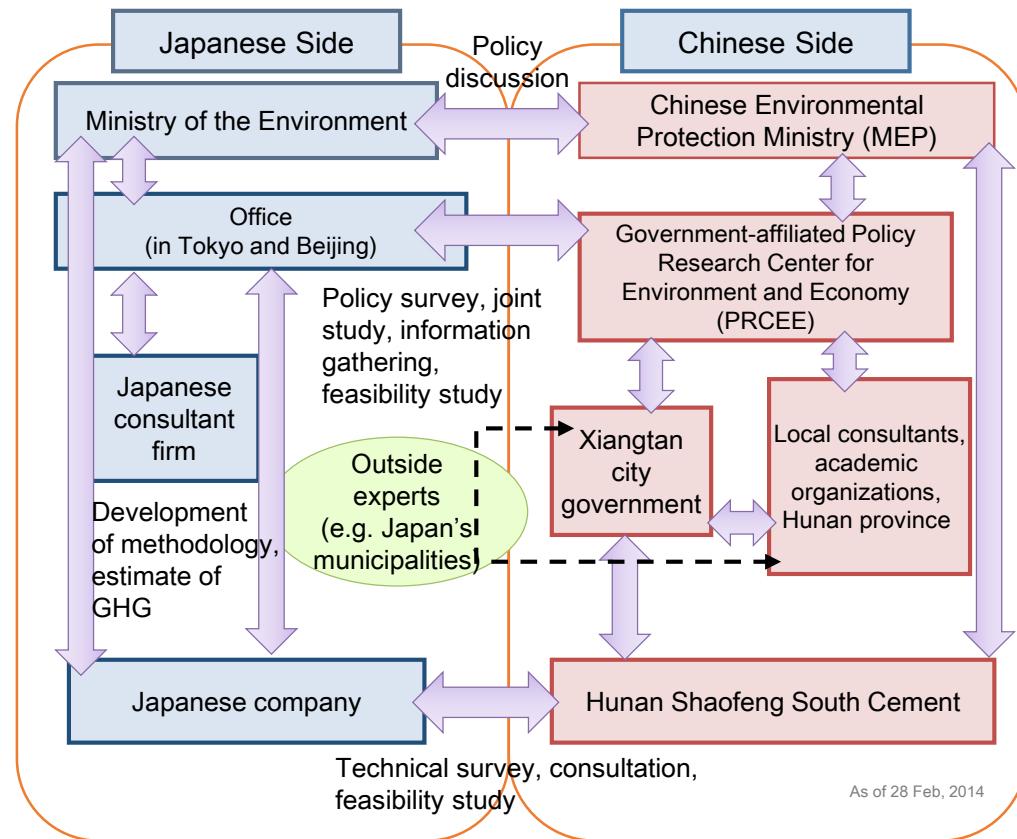 Japanese Side
Policy
discussion
Chinese Side
Ministry of the Environment
Chinese Environmental
Protection Ministry (MEP)
Office
(in Tokyo and Beijing)
Government-affiliated Policy
Research Center for
Environment and Economy
(PRCEE)
Policy survey, joint
study, information
gathering,
feasibility study
Japanese
consultant
firm
Xiangtan
city
government
Local consultants,
academic
organizations,
Hunan province
Outside
experts
(e.g. Japan’s
municipalities)
Development
of methodology,
estimate of
GHG
Japanese company
Hunan Shaofeng South Cement
Technical survey, consultation,
feasibility study
As of 28 Feb, 2014